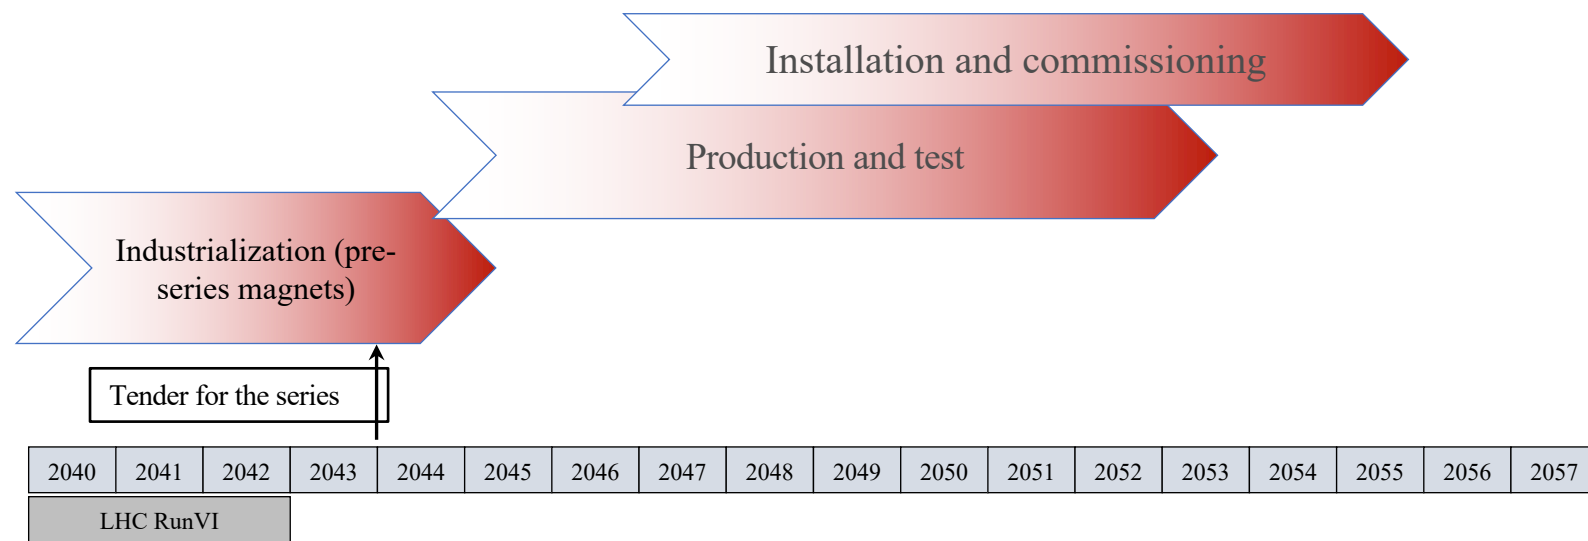 Installation and commissioning
Production and test
Industrialization (pre-
series magnets)
Tender for the series
2040 2041 2042 2043 2044 2045 2046 2047 2048 2049 2050 2051 2052 2053 2054 2055 2056 2057
LHC RunVI